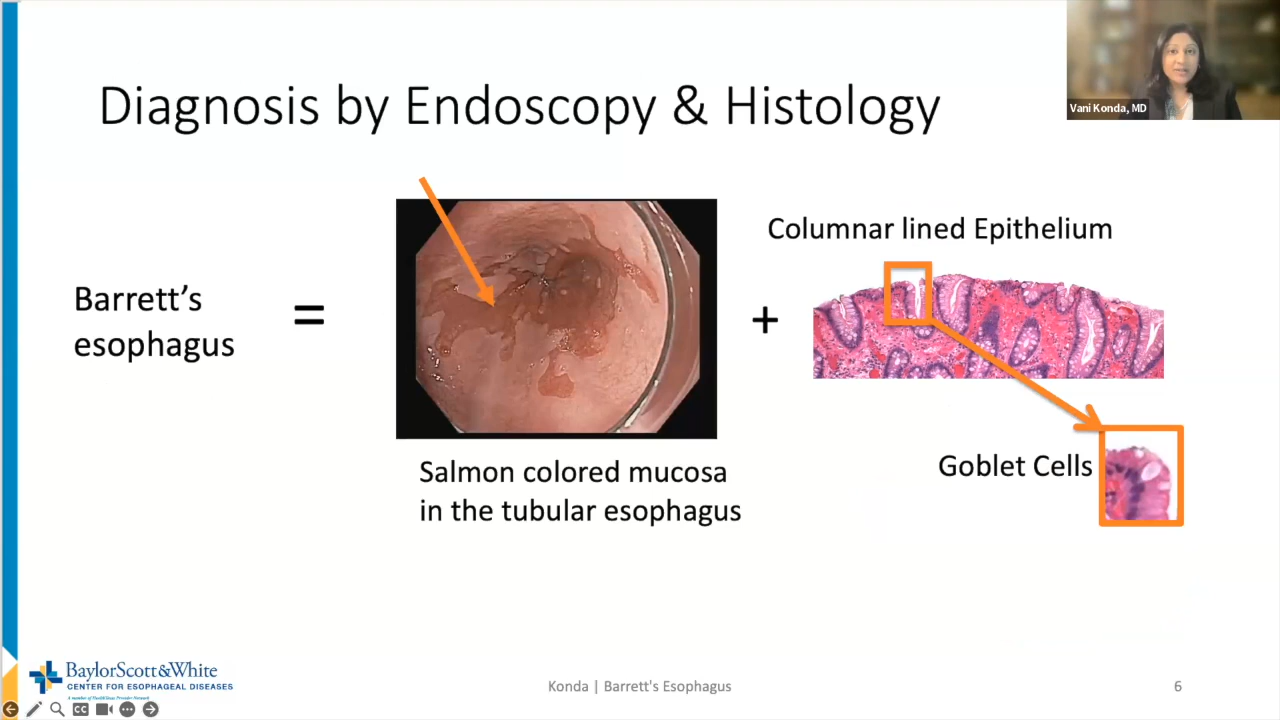 Vani Konda, MD
Diagnosis by Endoscopy & Histology
Barrett’s
esophagus
=
+
Columnar lined Epithelium
Goblet Cells
Salmon colored mucosa
in the tubular esophagus
BaylorScott&White
CENTER FOR ESOPHAGEAL DISEASES
Konda | Barrett's Esophagus
6
CC